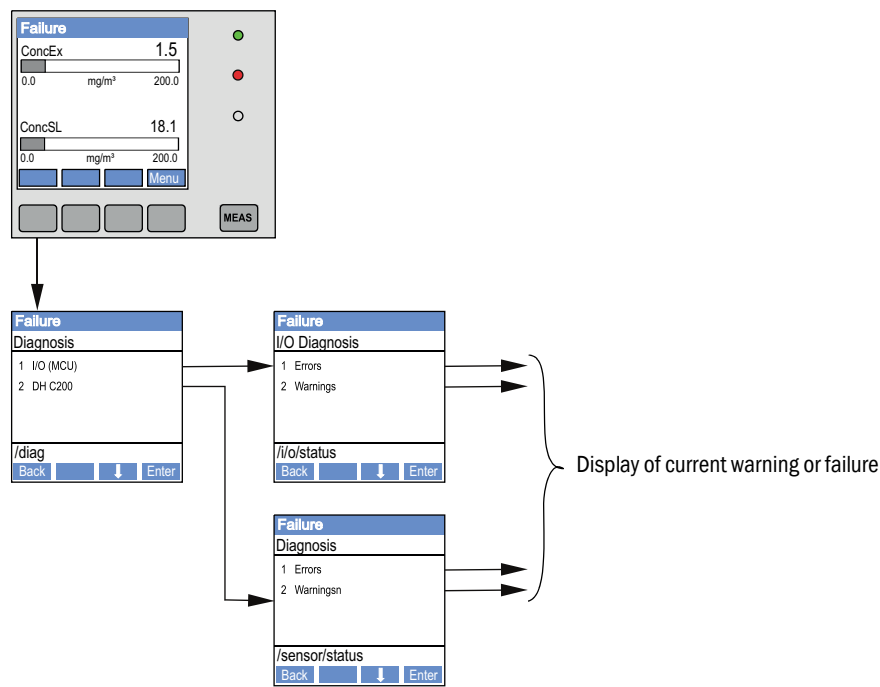 Failure
ConcEx 1.5
0.0 mg/m³ 200.0
ConcSL 18.1
0.0 mg/m³ 200.0
Menu
MEAS
Failure
Diagnosis
1 I/O (MCU)
2 DH C200
/diag
Back Enter
Failure
I/O Diagnosis
1 Errors
2 Warnings
/i/o/status
Back Enter
Display of current warning or failure
Failure
Diagnosis
1 Errors
2 Warningsn
/sensor/status
Back Enter